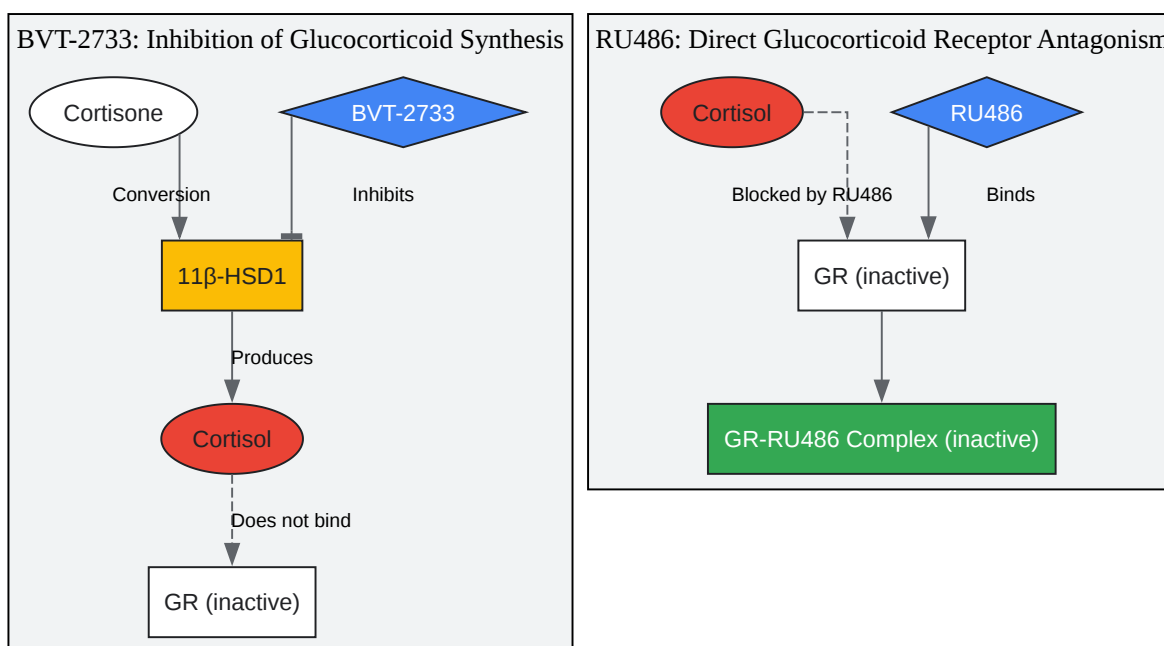 BVT-2733: Inhibition of Glucocorticoid Synthesis
Cortisone
BVT-2733
Conversion
Inhibits
11β-HSD1
Produces
Cortisol
Does not bind
GR (inactive)
RU486: Direct Glucocorticoid Receptor Antagonism
Cortisol
RU486
Blocked by RU486
Binds
GR (inactive)
GR-RU486 Complex (inactive)